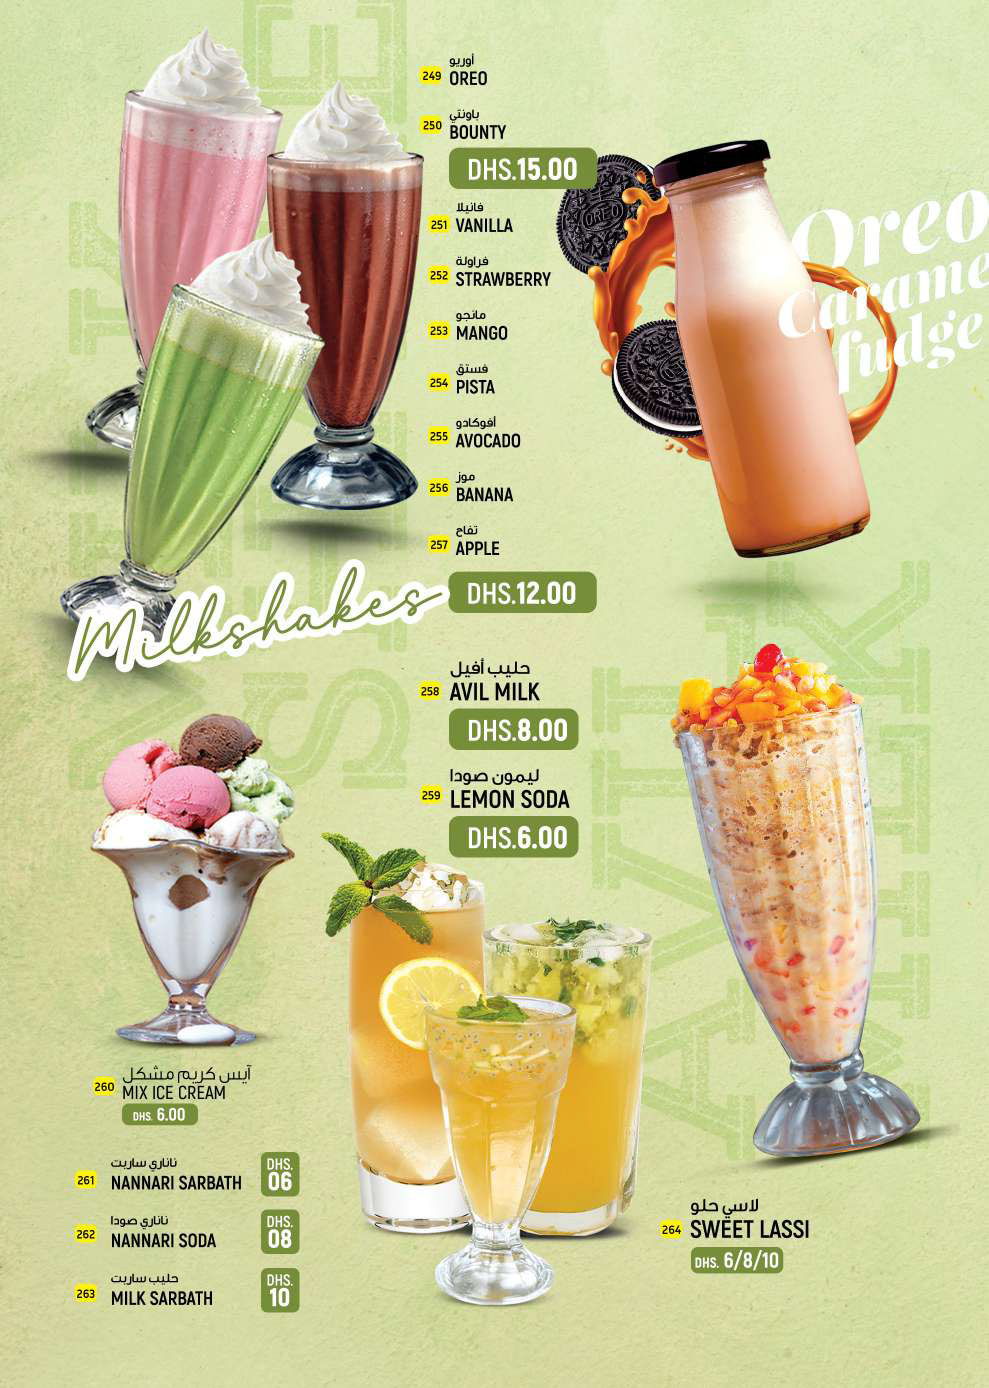 أوريو
249 OREO
باونتي
250 BOUNTY
DHS.15.00
فانيلا
251 VANILLA
فراولة
252 STRAWBERRY
مانجو
253 MANGO
فستق
254 PISTA
أفوكادو
255 AVOCADO
موز
256 BANANA
تفاح
257 APPLE
DHS.12.00
Milkshakes
OREO
Oreo
Carame
fudge
حليب أفيل
258 AVIL MILK
DHS.8.00
ليمون صودا
259 LEMON SODA
DHS.6.00
AVIL
MILK
آيس كريم مشكل
260 MIX ICE CREAM
DHS. 6.00
ناناري ساربت
261 NANNARI SARBATH
DHS.
06
ناناري صودا
262 NANNARI SODA
DHS.
08
حليب ساربت
263 MILK SARBATH
DHS.
10
لاسي حلو
264 SWEET LASSI
DHS. 6/8/10